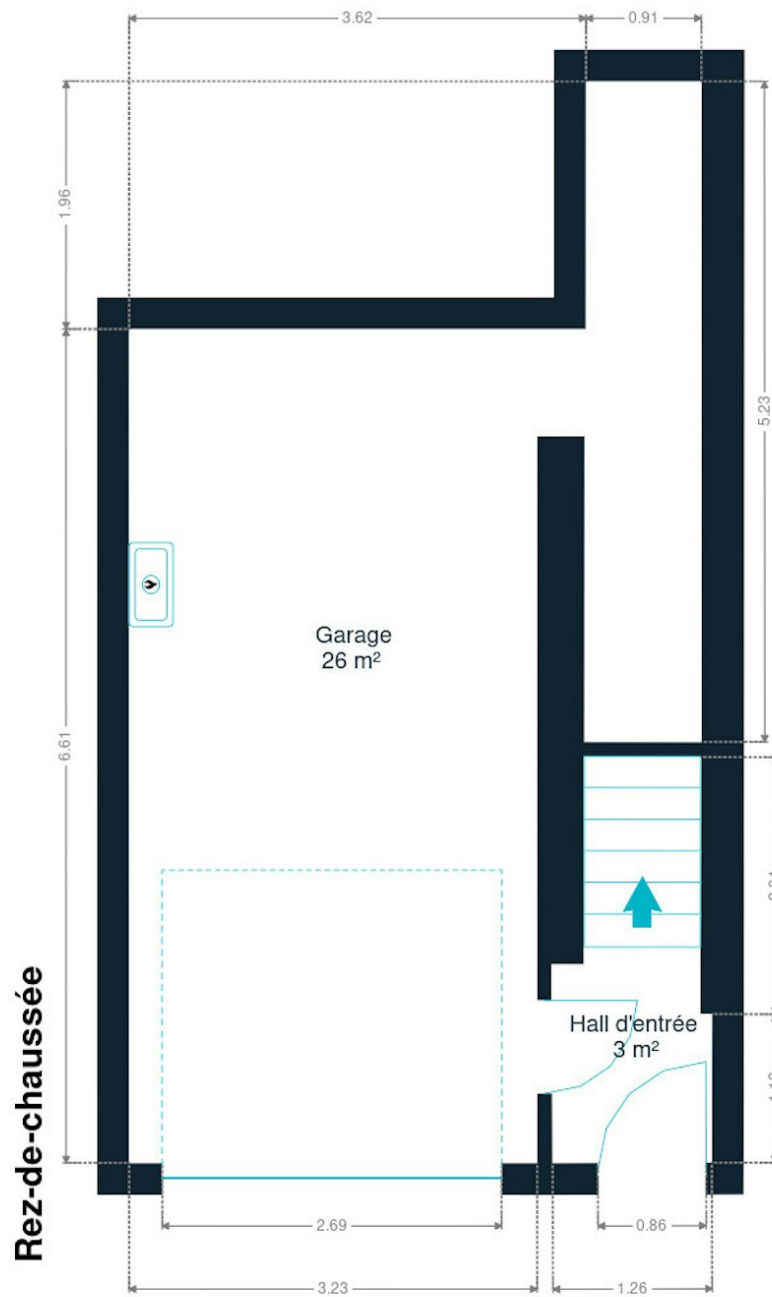 3.62
0.91
1.96
5.23
6.61
Garage
26 m²
Hall d'entrée
3 m²
Rez-de-chaussée
2.69
0.86
3.23
1.26